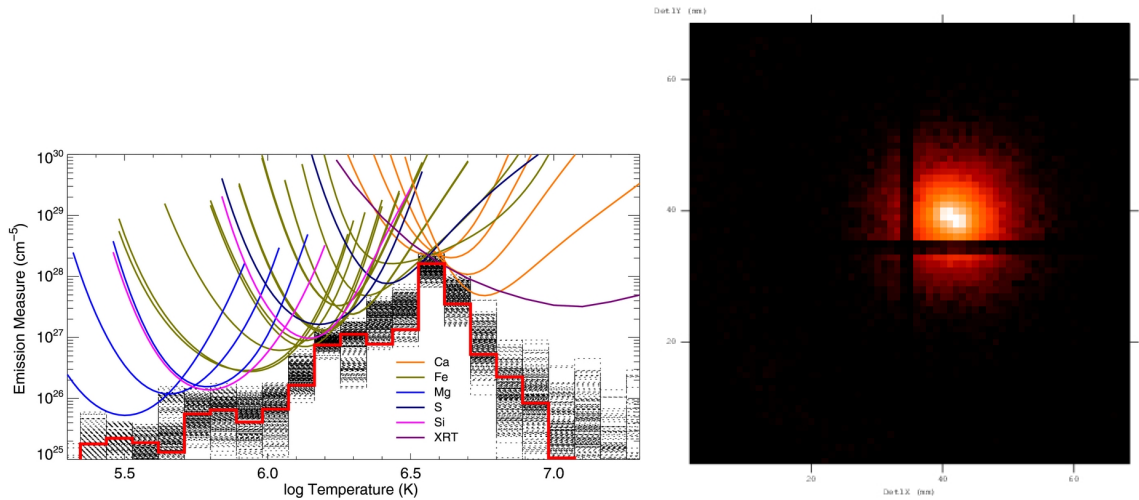 10^30
10^29
10^28
10^27
10^26
10^25
Emission Measure (cm^-5)
Ca
Fe
Mg
S
Si
XRT
5.5 6.0 6.5 7.0
log Temperature (K)
DetlY (mm)
60
40
20
20 40 60
DetlX (mm)